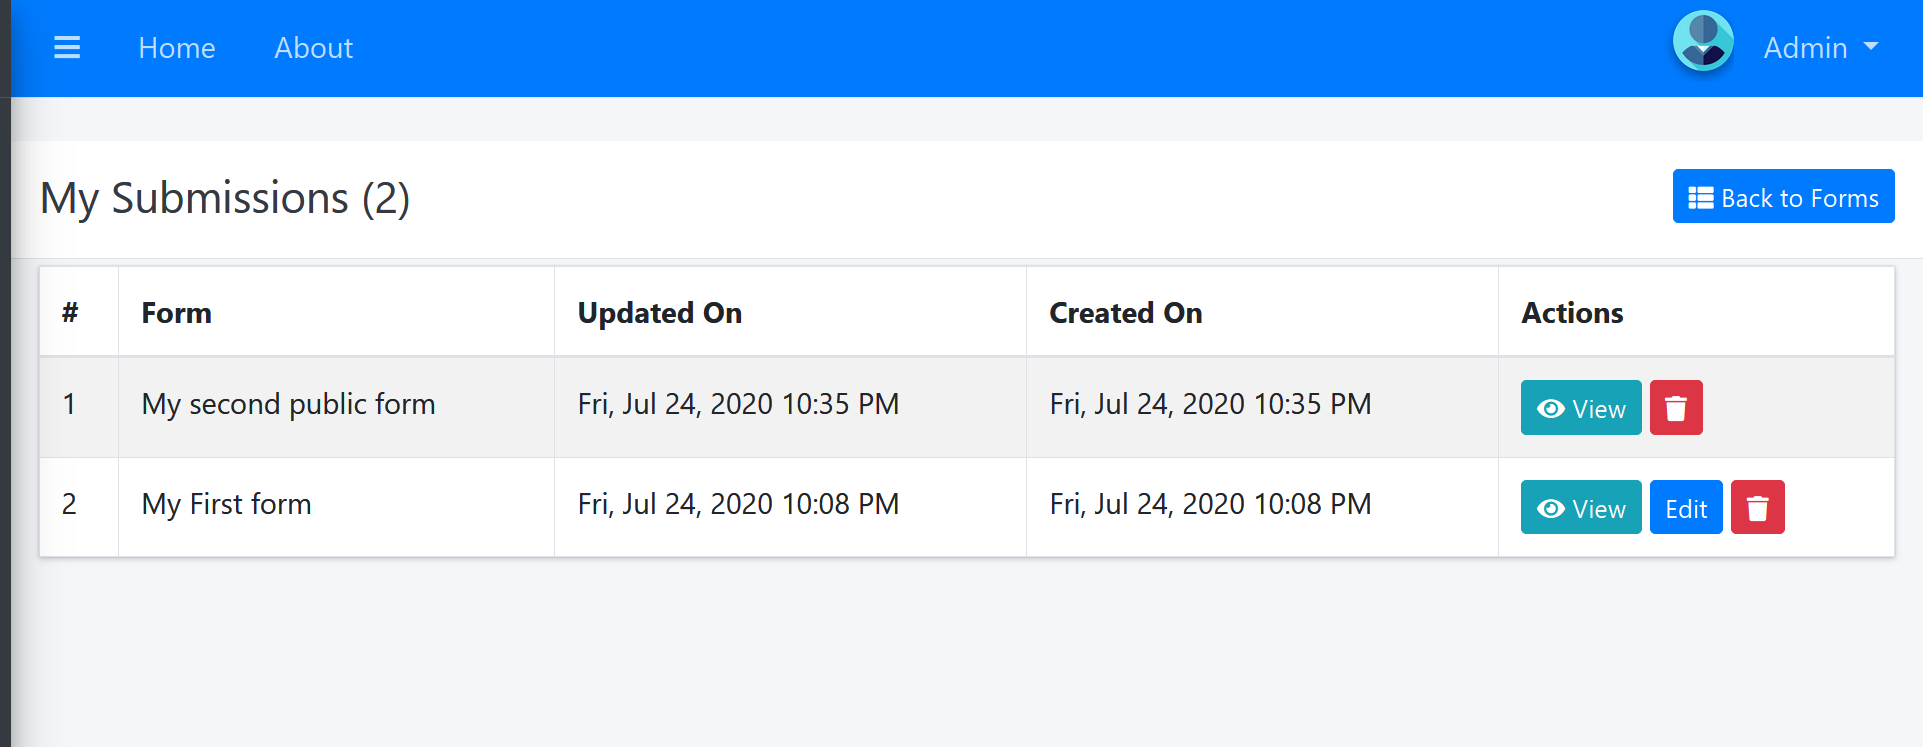 Home About Admin
My Submissions (2) Back to Forms
# Form Updated On Created On Actions
1 My second public form Fri, Jul 24, 2020 10:35 PM Fri, Jul 24, 2020 10:35 PM View
2 My First form Fri, Jul 24, 2020 10:08 PM Fri, Jul 24, 2020 10:08 PM View Edit